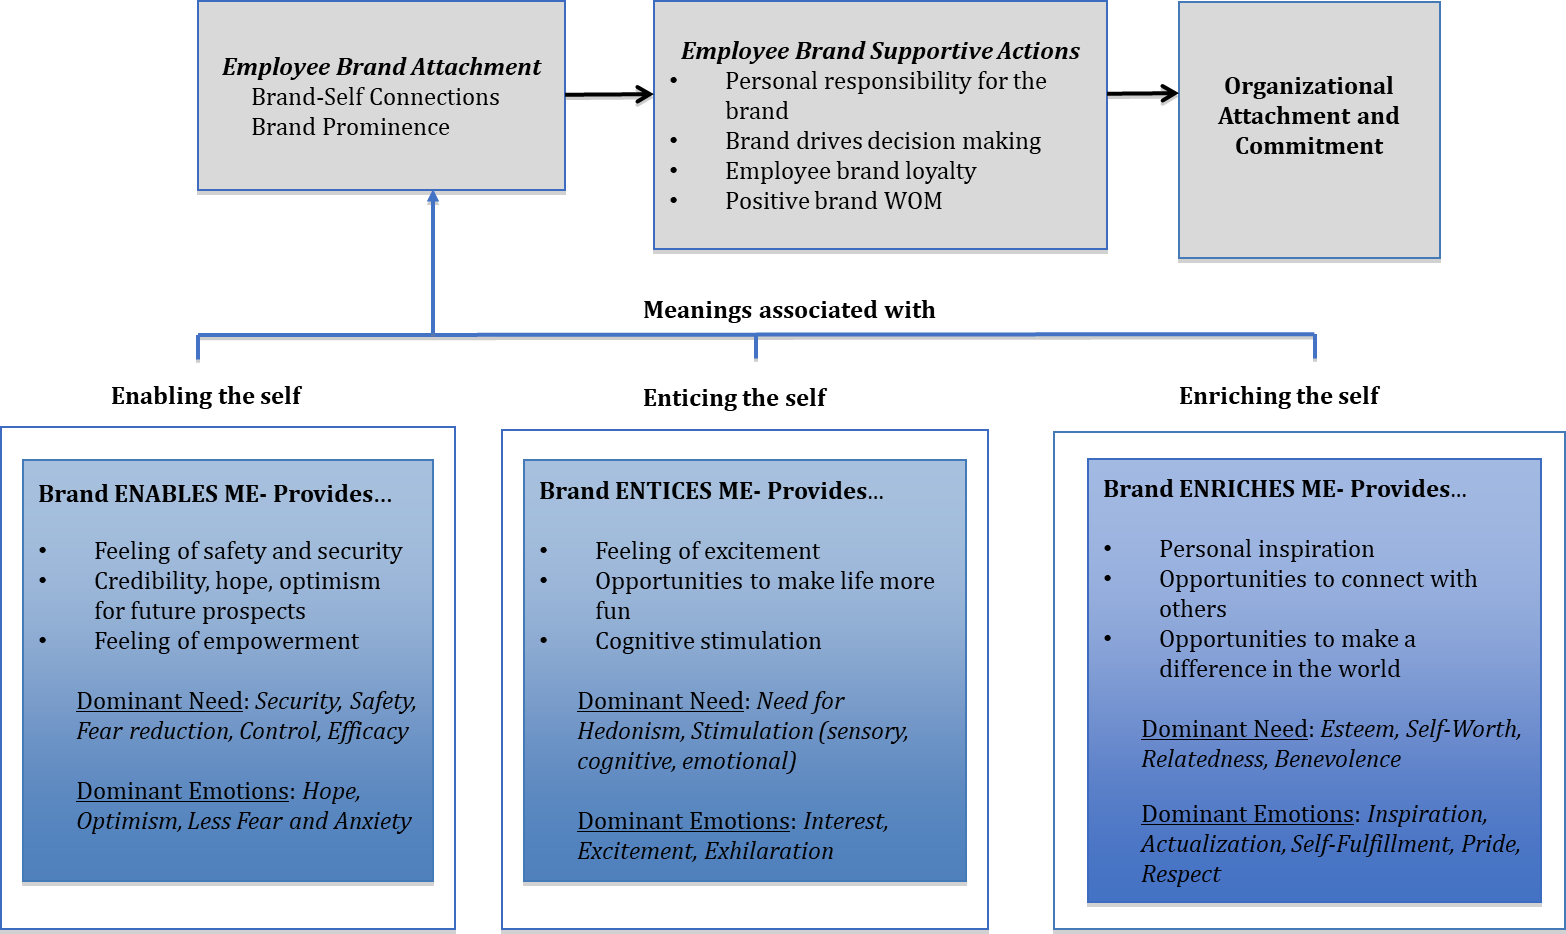 Employee Brand Attachment
Brand-Self Connections
Brand Prominence
Employee Brand Supportive Actions
• Personal responsibility for the
brand
• Brand drives decision making
• Employee brand loyalty
• Positive brand WOM
Organizational
Attachment and
Commitment
Meanings associated with
Enabling the self
Brand ENABLES ME- Provides…
• Feeling of safety and security
• Credibility, hope, optimism
for future prospects
• Feeling of empowerment
Dominant Need: Security, Safety,
Fear reduction, Control, Efficacy
Dominant Emotions: Hope,
Optimism, Less Fear and Anxiety
Enticing the self
Brand ENTICES ME- Provides…
• Feeling of excitement
• Opportunities to make life more
fun
• Cognitive stimulation
Dominant Need: Need for
Hedonism, Stimulation (sensory,
cognitive, emotional)
Dominant Emotions: Interest,
Excitement, Exhilaration
Enriching the self
Brand ENRICHES ME- Provides…
• Personal inspiration
• Opportunities to connect with
others
• Opportunities to make a
difference in the world
Dominant Need: Esteem, Self-Worth,
Relatedness, Benevolence
Dominant Emotions: Inspiration,
Actualization, Self-Fulfillment, Pride,
Respect